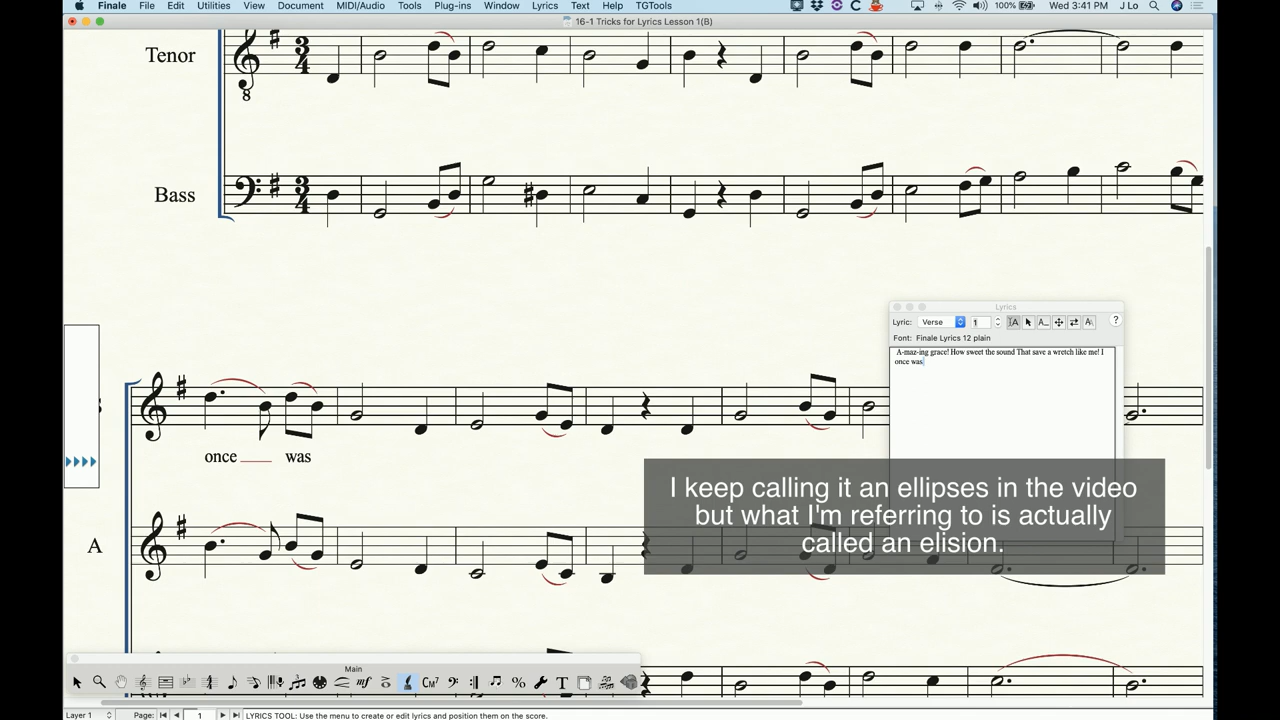 Finale File Edit Utilities View Document MIDI/Audio Tools Plug-ins Window Lyrics Text Help TGTools 100% Wed 3:41 PM J Lo
16-1 Tricks for Lyrics Lesson 1(B)
Tenor
8
Bass
Lyrics
Lyric: Verse 1 ?
Font: Finale Lyrics 12 plain
A-maz-ing grace! How sweet the sound That save a wretch like me! I
once was
once was
I keep calling it an ellipses in the video
but what I'm referring to is actually
called an elision.
A
Main
Layer 1 Page: 1 LYRICS TOOL: Use the menu to create or edit lyrics and position them on the score.